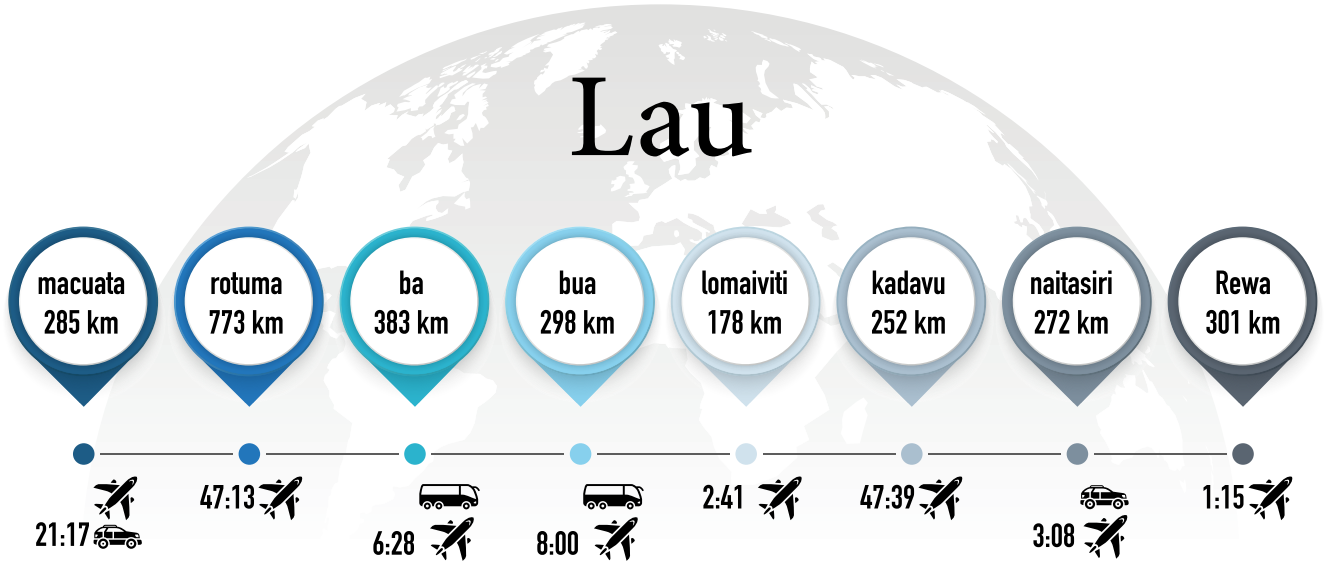 Lau
macuata
285 km
rotuma
773 km
ba
383 km
bua
298 km
lomaiviti
178 km
kadavu
252 km
naitasiri
272 km
Rewa
301 km
21:17
47:13
6:28
8:00
2:41
47:39
3:08
1:15